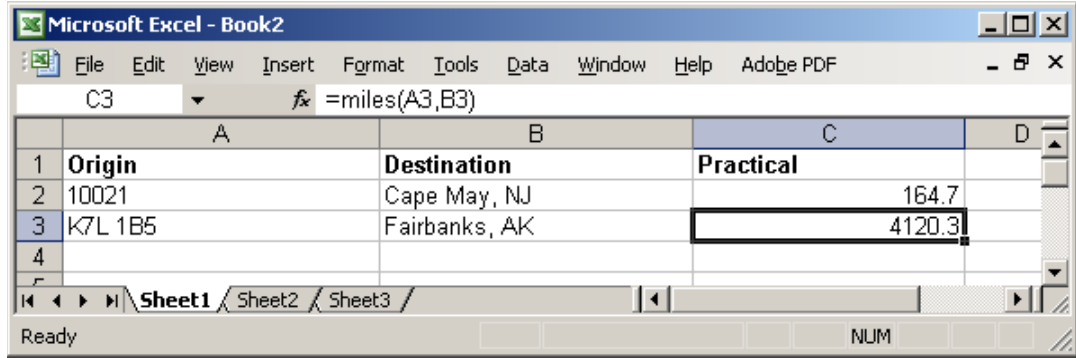 Microsoft Excel - Book2
File Edit View Insert Format Tools Data Window Help Adobe PDF
C3 fx =miles(A3,B3)
A B C D
1 Origin Destination Practical
2 10021 Cape May, NJ 164.7
3 K7L 1B5 Fairbanks, AK 4120.3
4
Sheet1 Sheet2 Sheet3
Ready NUM